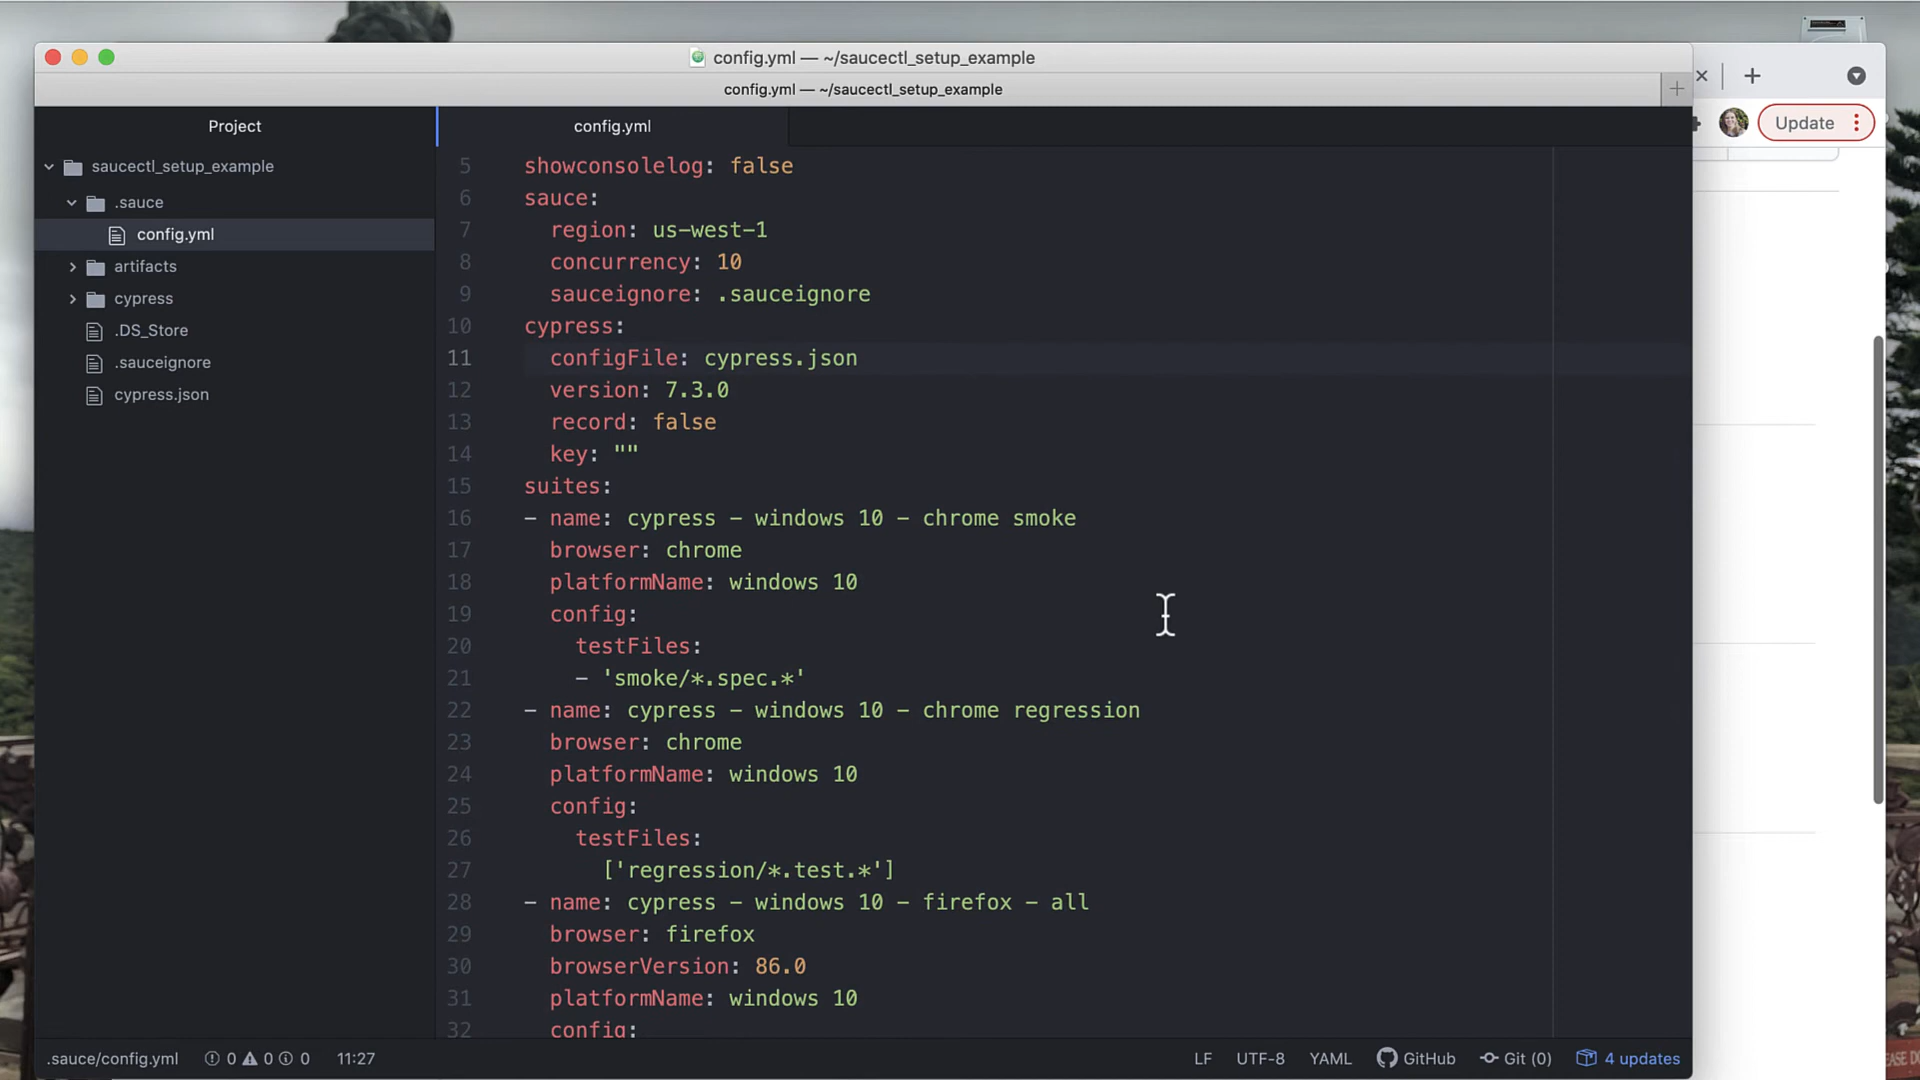 config.yml — ~/saucectl_setup_example
config.yml — ~/saucectl_setup_example
Update
Project
config.yml
saucectl_setup_example
.sauce
config.yml
artifacts
cypress
.DS_Store
.sauceignore
cypress.json
5 showconsolelog: false
6 sauce:
7 region: us-west-1
8 concurrency: 10
9 sauceignore: .sauceignore
10 cypress:
11 configFile: cypress.json
12 version: 7.3.0
13 record: false
14 key: ""
15 suites:
16 - name: cypress - windows 10 - chrome smoke
17 browser: chrome
18 platformName: windows 10
19 config:
20 testFiles:
21 - 'smoke/*.spec.*'
22 - name: cypress - windows 10 - chrome regression
23 browser: chrome
24 platformName: windows 10
25 config:
26 testFiles:
27 ['regression/*.test.*']
28 - name: cypress - windows 10 - firefox - all
29 browser: firefox
30 browserVersion: 86.0
31 platformName: windows 10
32 config:
.sauce/config.yml 0 0 0 11:27 LF UTF-8 YAML GitHub Git (0) 4 updates